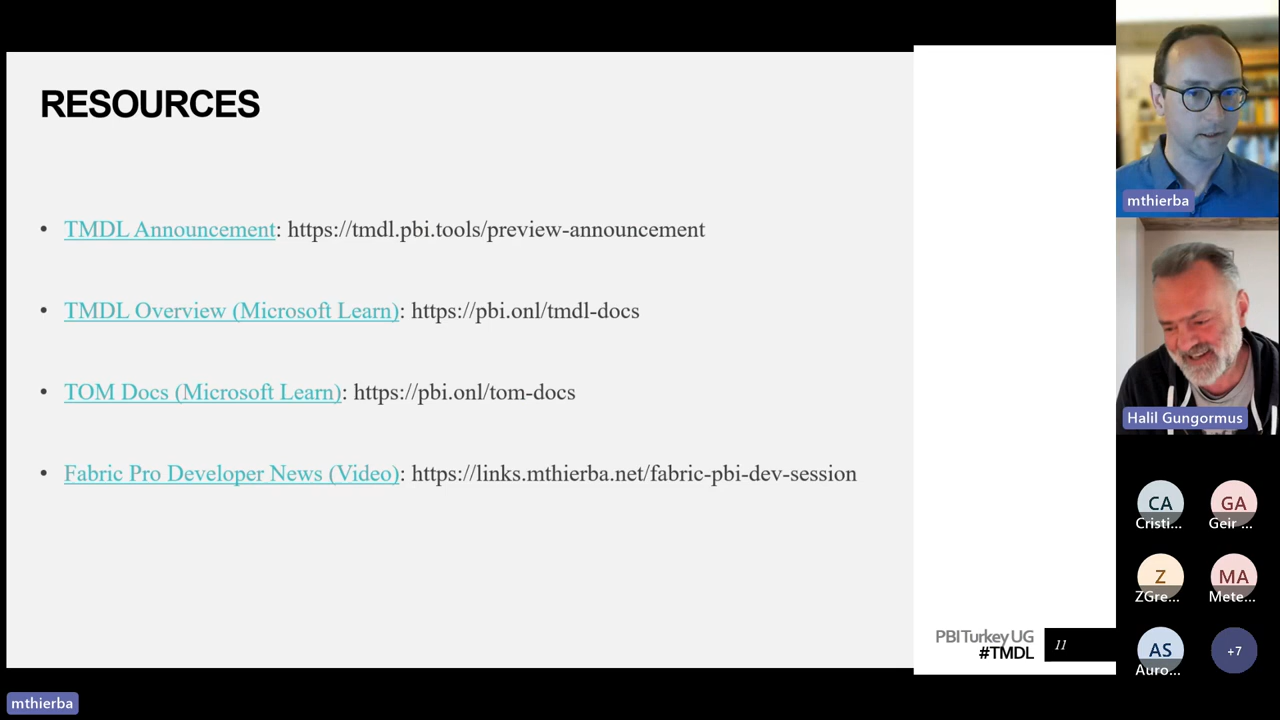 RESOURCES
• TMDL Announcement: https://tmdl.pbi.tools/preview-announcement
• TMDL Overview (Microsoft Learn): https://pbi.onl/tmdl-docs
• TOM Docs (Microsoft Learn): https://pbi.onl/tom-docs
• Fabric Pro Developer News (Video): https://links.mthierba.net/fabric-pbi-dev-session
PBITurkey UG
#TMDL
11
mthierba
mthierba
Halil Gungormus
CA
Cristi...
GA
Geir ...
Z
ZGre...
MA
Mete...
AS
Auro...
+7